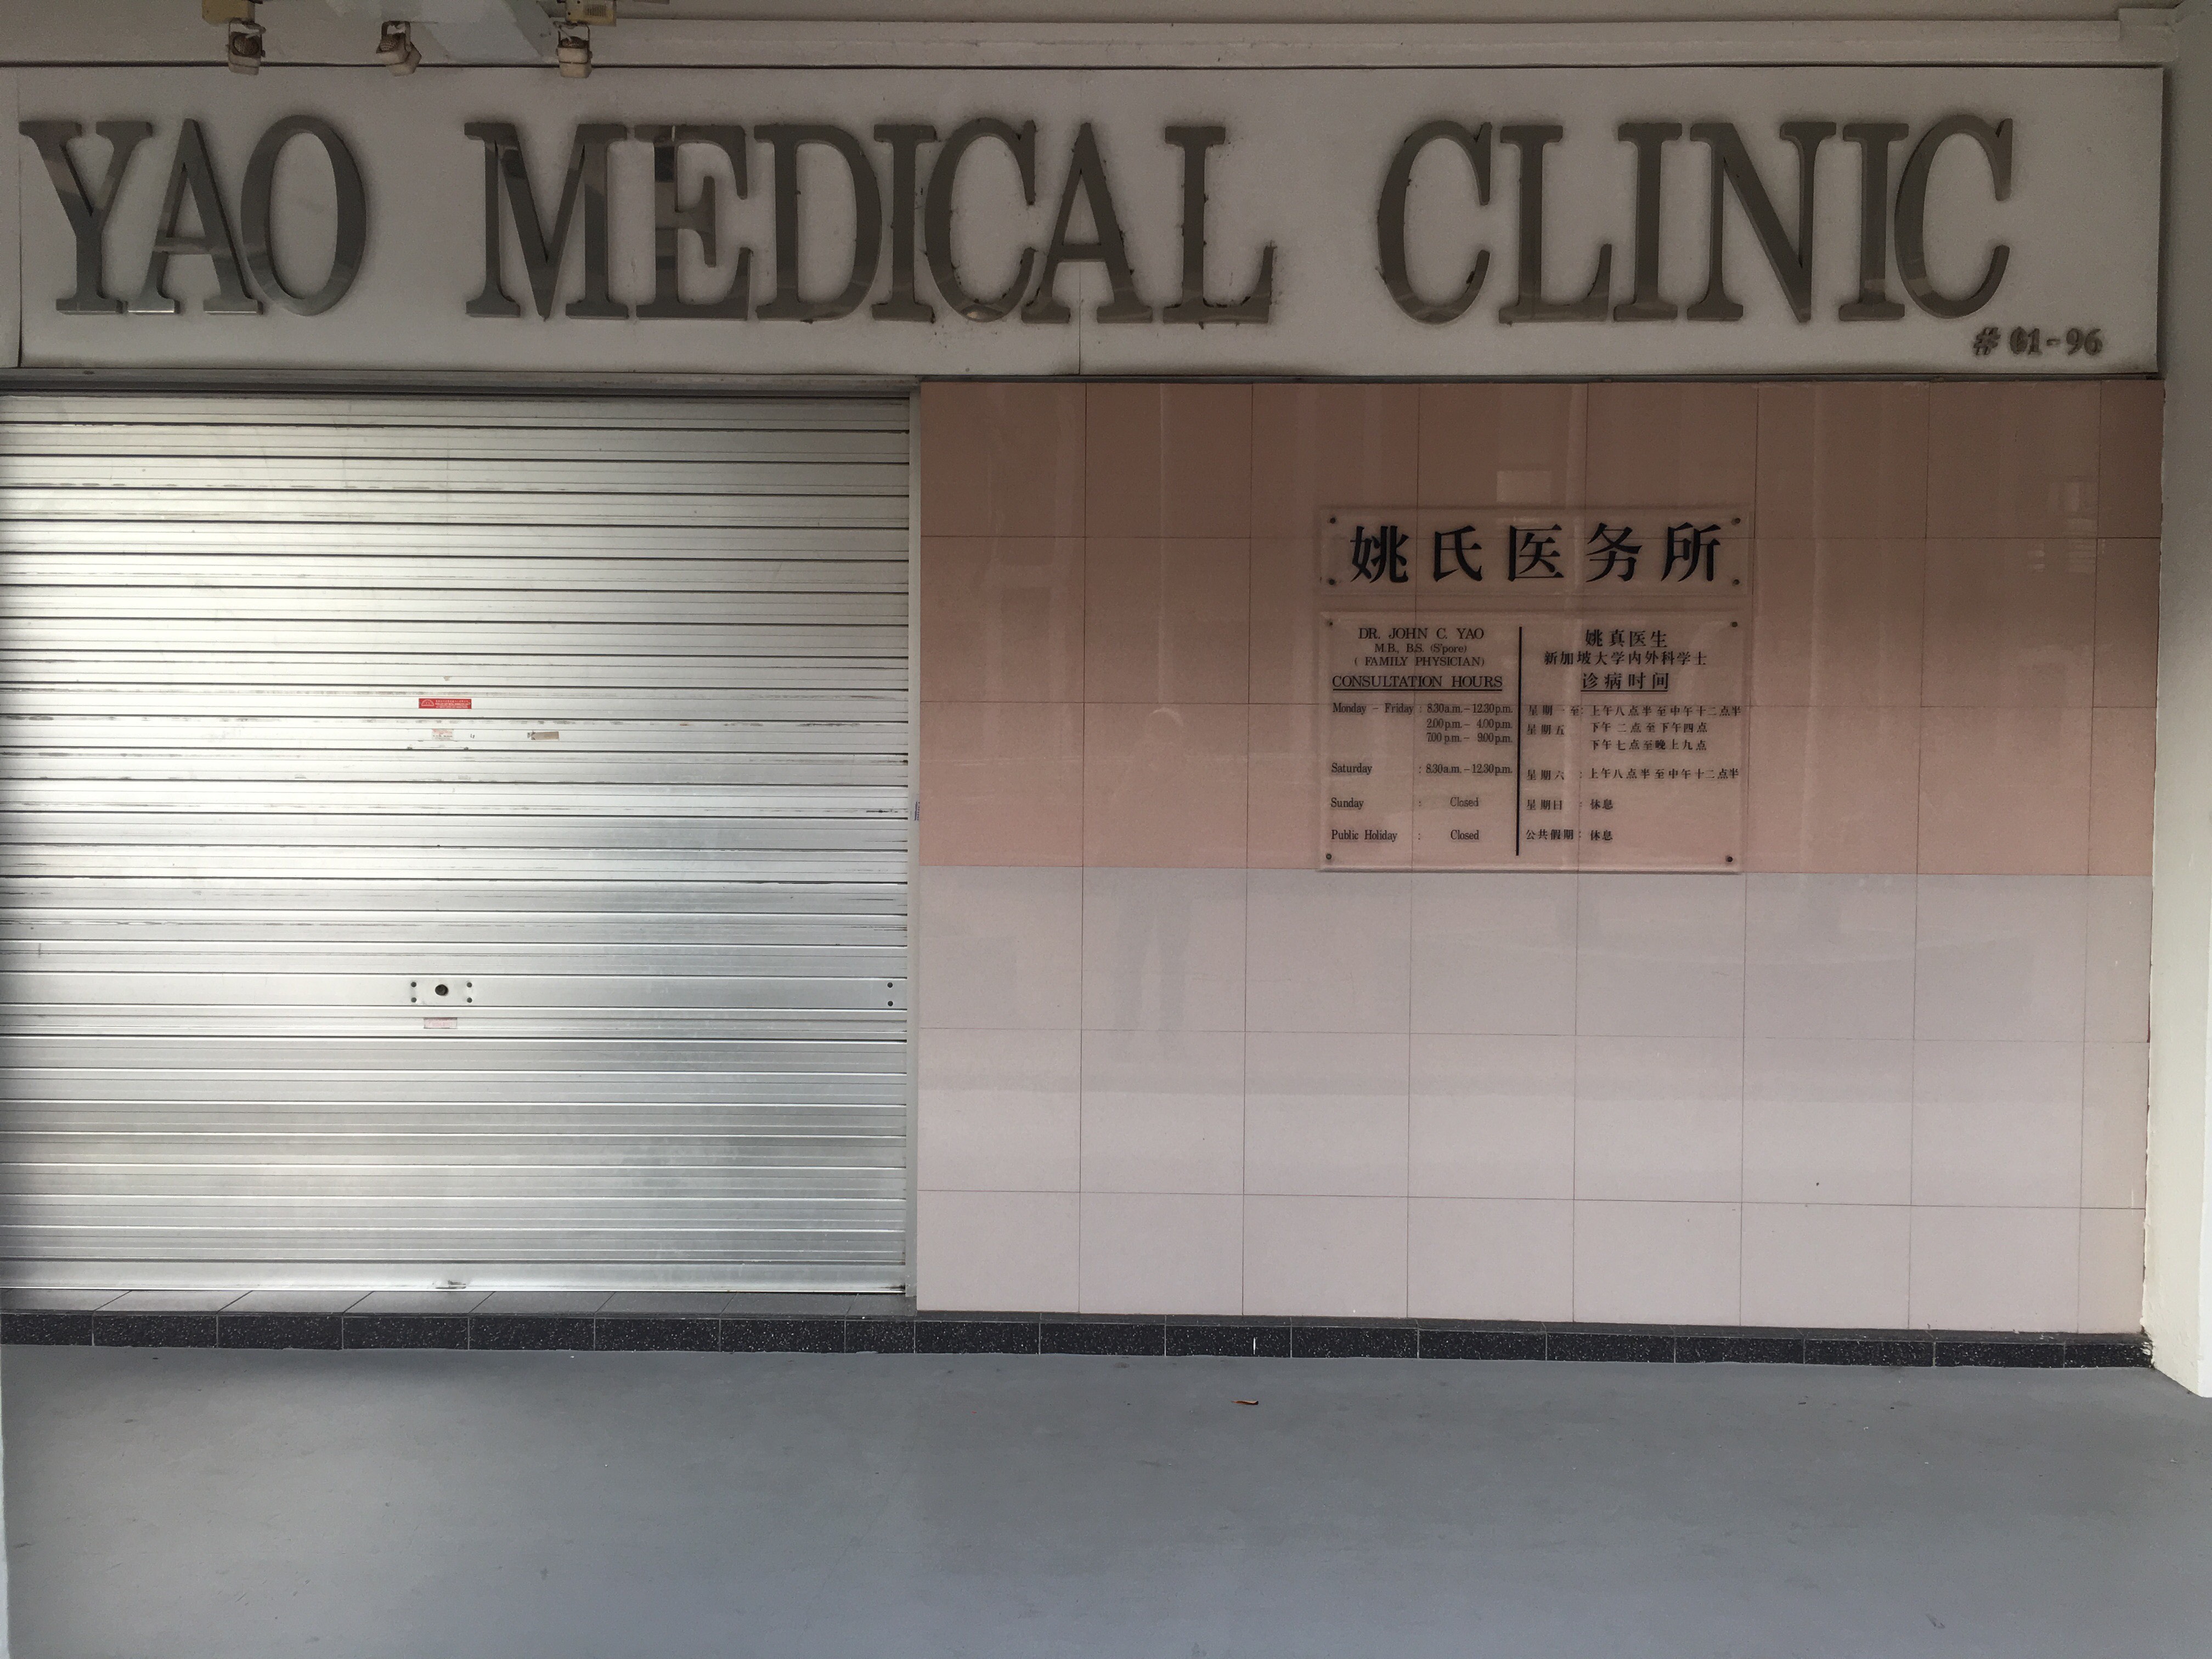 YAO MEDICAL CLINIC
# 01-96
姚氏医务所
DR. JOHN C. YAO
M.B., B.S. (S'pore)
( FAMILY PHYSICIAN)
CONSULTATION HOURS
Monday - Friday : 8.30a.m. - 12.30p.m.
2.00p.m. - 4.00p.m.
7.00 p.m. - 9.00p.m.
Saturday : 8.30a.m. - 12.30p.m.
Sunday : Closed
Public Holiday : Closed
姚真医生
新加坡大学内外科学士
诊病时间
星期一至: 上午八点半至中午十二点半
星期五 下午二点至下午四点
下午七点至晚上九点
星期六 : 上午八点半至中午十二点半
星期日 : 休息
公共假期: 休息